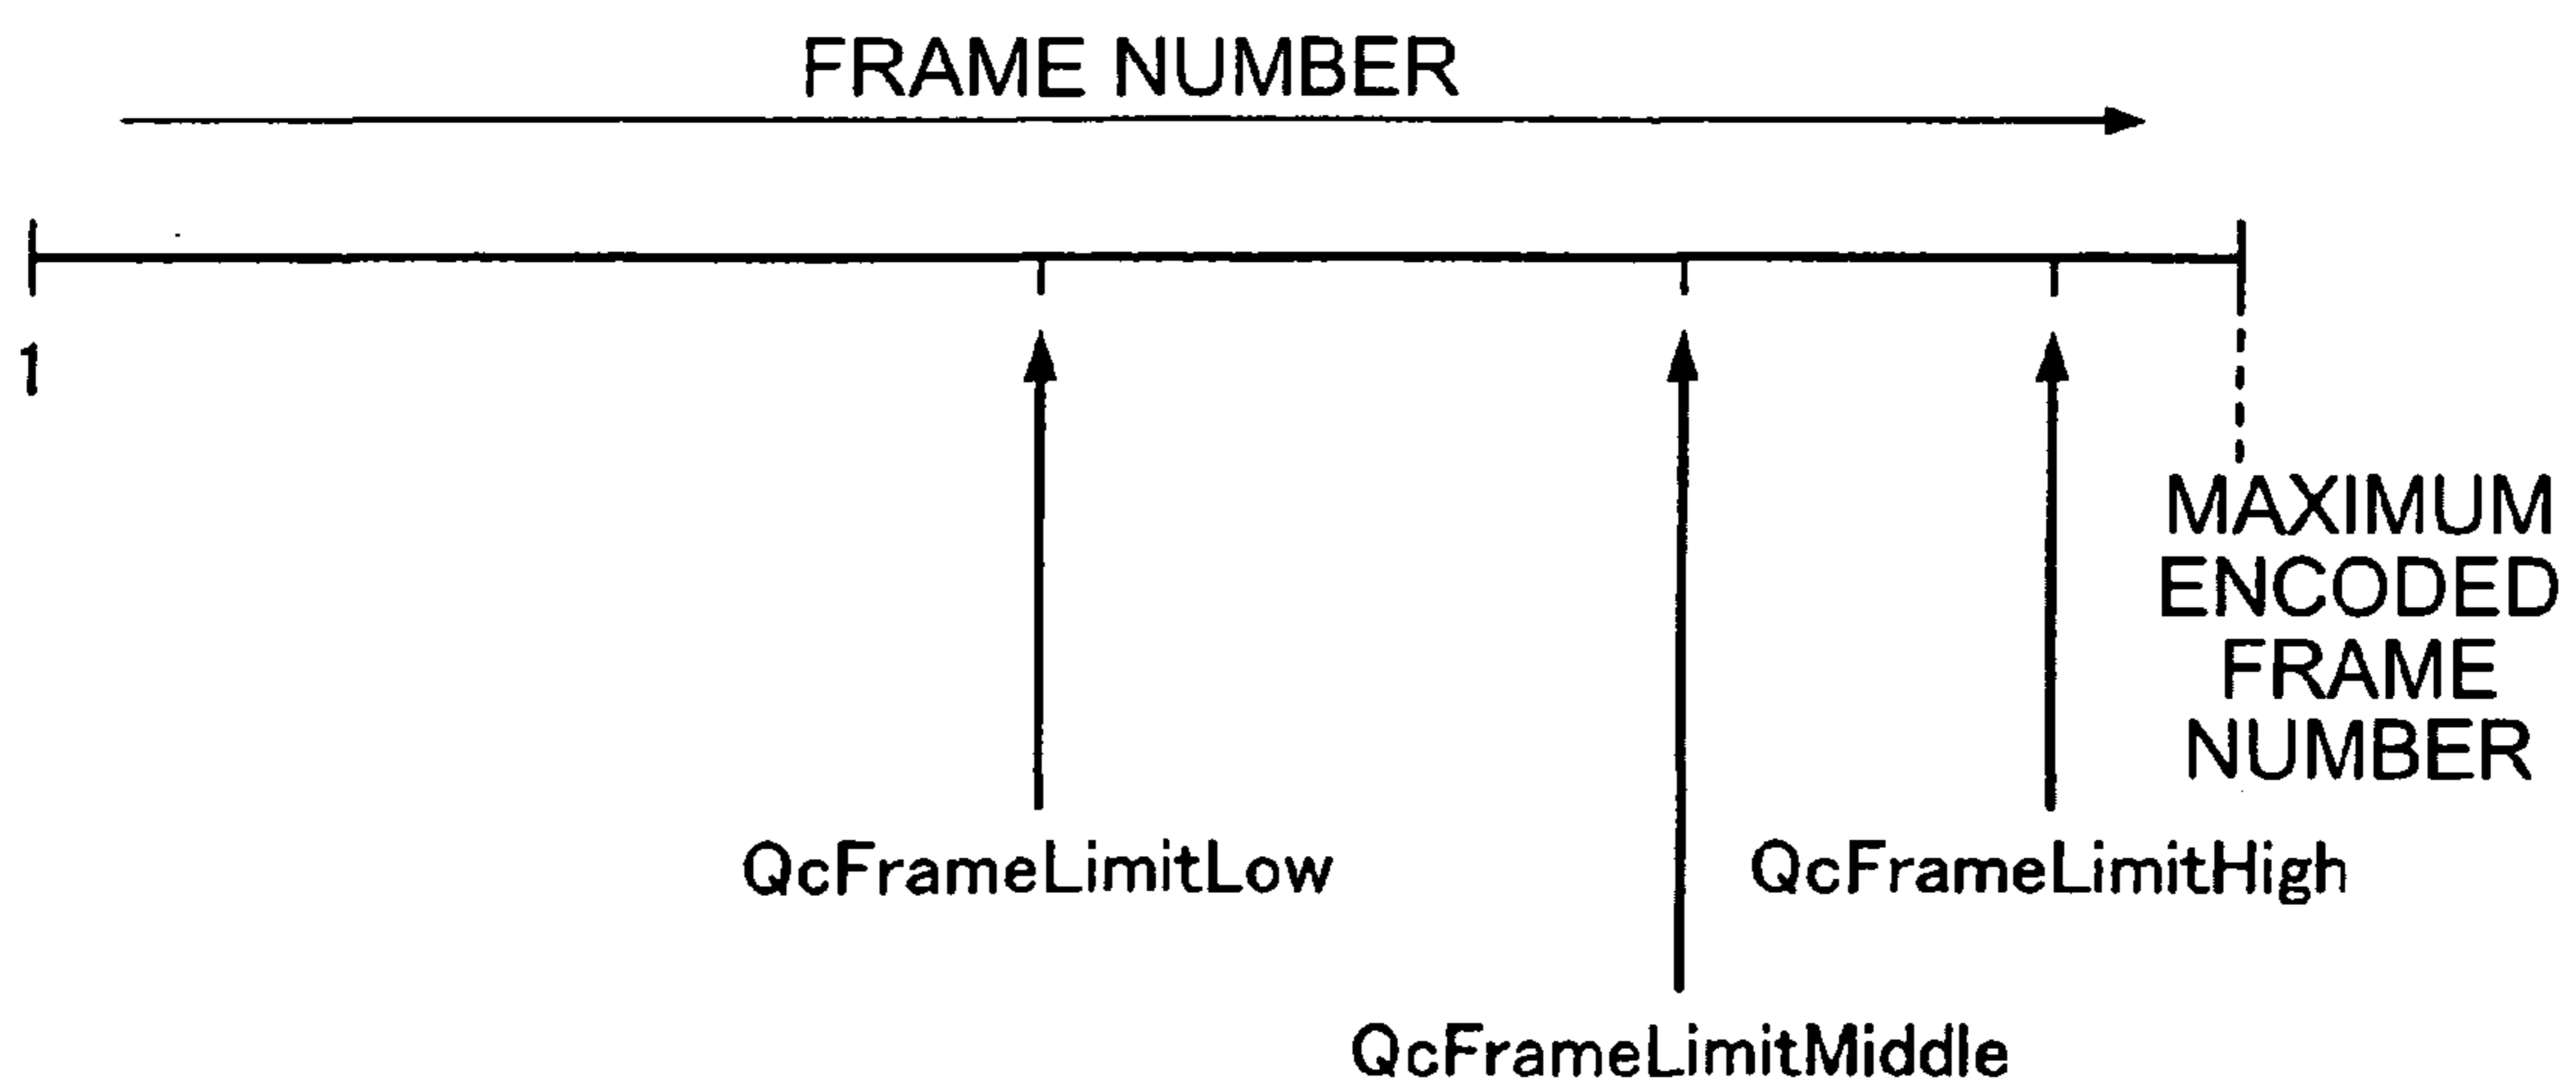 FRAME NUMBER
1
MAXIMUM
ENCODED
FRAME
NUMBER
QcFrameLimitLow
QcFrameLimitHigh
QcFrameLimitMiddle